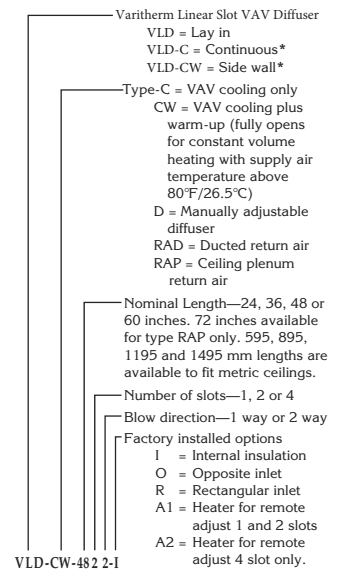 Varitherm Linear Slot VAV Diffuser
VLD = Lay in
VLD-C = Continuous*
VLD-CW = Side wall*
Type-C = VAV cooling only
CW = VAV cooling plus
warm-up (fully opens
for constant volume
heating with supply air
temperature above
80°F/26.5°C)
D = Manually adjustable
diffuser
RAD = Ducted return air
RAP = Ceiling plenum
return air
Nominal Length—24, 36, 48 or
60 inches. 72 inches available
for type RAP only. 595, 895,
1195 and 1495 mm lengths are
available to fit metric ceilings.
Number of slots—1, 2 or 4
Blow direction—1 way or 2 way
Factory installed options
I = Internal insulation
O = Opposite inlet
R = Rectangular inlet
A1 = Heater for remote
adjust 1 and 2 slots
A2 = Heater for remote
adjust 4 slot only.
VLD-CW-482 2-I